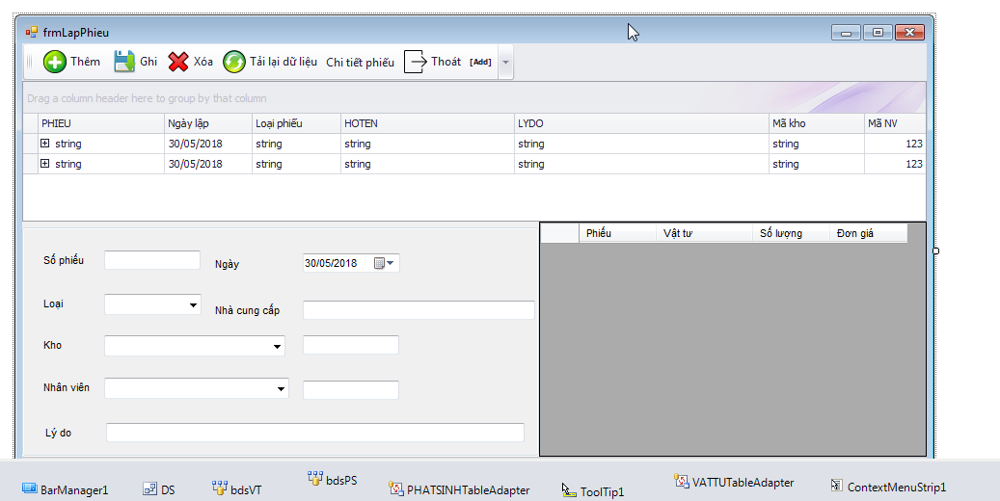 frmLapPhieu
Thêm Ghi Xóa Tải lại dữ liệu Chi tiết phiếu Thoát [Add]
Drag a column header here to group by that column
PHIEU Ngày lập Loại phiếu HOTEN LYDO Mã kho Mã NV
string 30/05/2018 string string string string 123
string 30/05/2018 string string string string 123
Phiếu Vật tư Số lượng Đơn giá
Số phiếu Ngày 30/05/2018
Loại Nhà cung cấp
Kho
Nhân viên
Lý do
BarManager1 DS bdsVT bdsPS PHATSINHTableAdapter ToolTip1 VATTUTableAdapter ContextMenuStrip1